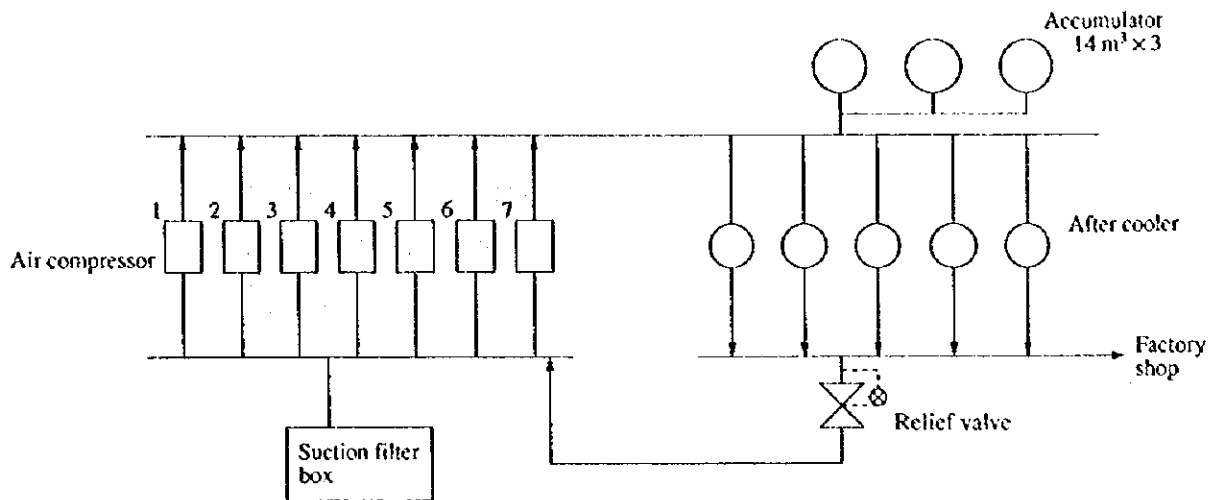 Accumulator
14 m³ × 3
1 2 3 4 5 6 7
Air compressor
After cooler
Factory
shop
Relief valve
Suction filter
box